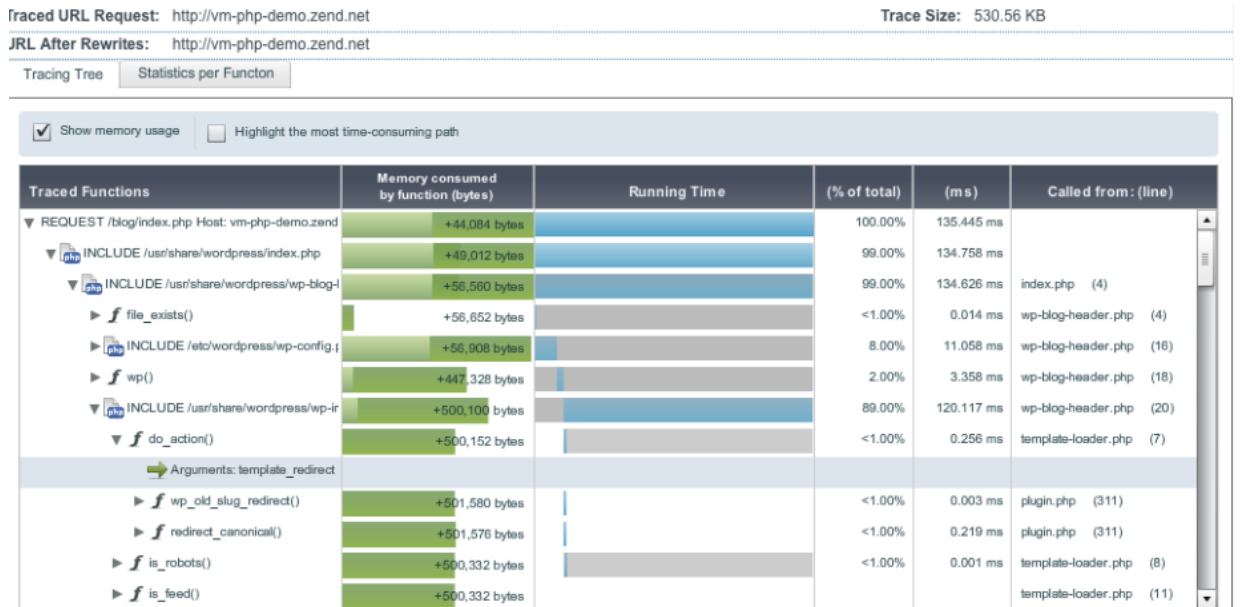 Traced URL Request: http://vm-php-demo.zend.net Trace Size: 530.56 KB
URL After Rewrites: http://vm-php-demo.zend.net
Tracing Tree Statistics per Functon
Show memory usage Highlight the most time-consuming path
Traced Functions Memory consumed by function (bytes) Running Time (% of total) (ms) Called from: (line)
REQUEST /blog/index.php Host: vm-php-demo.zend +44,084 bytes 100.00% 135.445 ms
php INCLUDE /usr/share/wordpress/index.php +49,012 bytes 99.00% 134.758 ms
php INCLUDE /usr/share/wordpress/wp-blog-l +56,560 bytes 99.00% 134.626 ms index.php (4)
f file_exists() +56,652 bytes <1.00% 0.014 ms wp-blog-header.php (4)
php INCLUDE /etc/wordpress/wp-config.p +56,908 bytes 8.00% 11.058 ms wp-blog-header.php (16)
f wp() +447,328 bytes 2.00% 3.358 ms wp-blog-header.php (18)
php INCLUDE /usr/share/wordpress/wp-ir +500,100 bytes 89.00% 120.117 ms wp-blog-header.php (20)
f do_action() +500,152 bytes <1.00% 0.256 ms template-loader.php (7)
Arguments: template_redirect
f wp_old_slug_redirect() +501,580 bytes <1.00% 0.003 ms plugin.php (311)
f redirect_canonical() +501,576 bytes <1.00% 0.219 ms plugin.php (311)
f is_robots() +500,332 bytes <1.00% 0.001 ms template-loader.php (8)
f is_feed() +500,332 bytes template-loader.php (11)